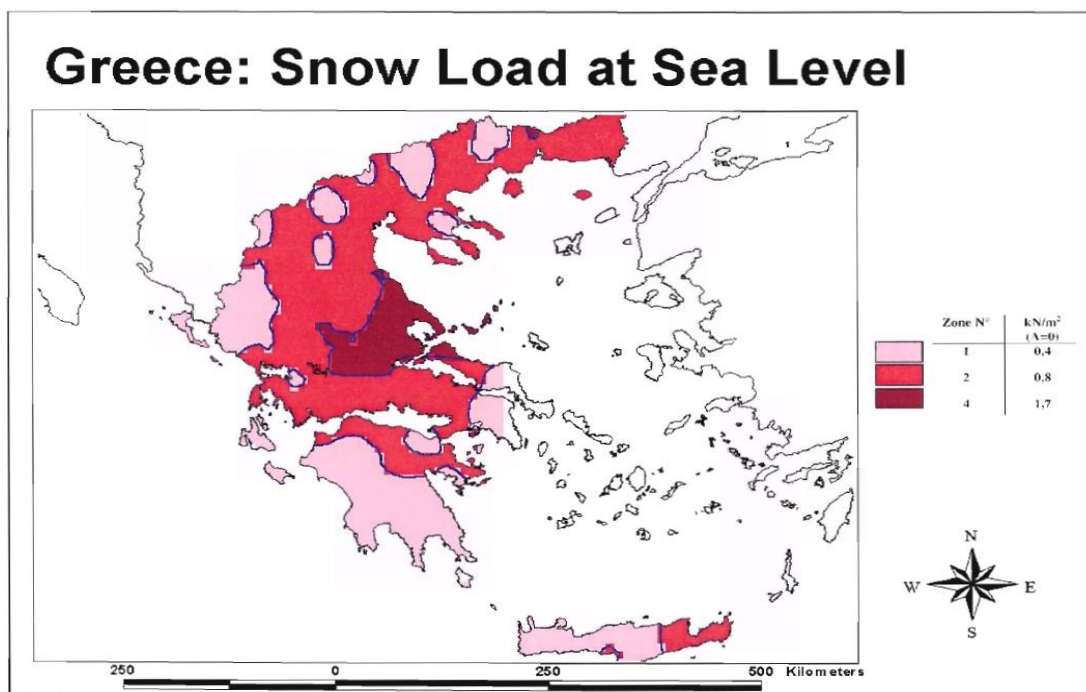 Greece: Snow Load at Sea Level
Zone N° kN/m²
(A=0)
1 0,4
2 0,8
4 1,7
N
W E
S
250 0 250 500 Kilometers